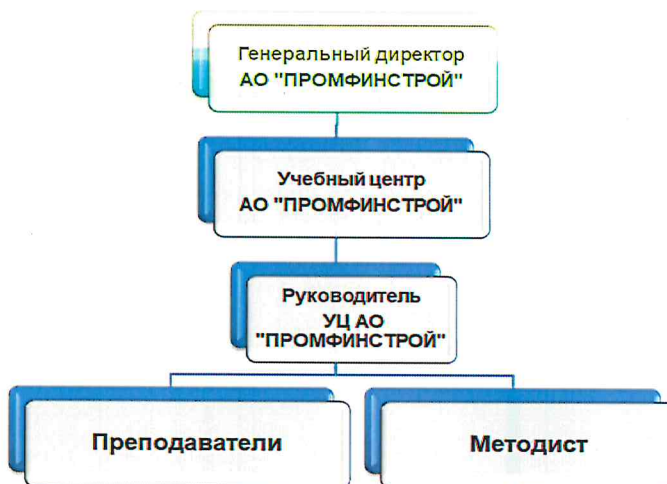 Генеральный директор
АО "ПРОМФИНСТРОЙ"
Учебный центр
АО "ПРОМФИНСТРОЙ"
Руководитель
УЦ АО
"ПРОМФИНСТРОЙ"
Преподаватели
Методист